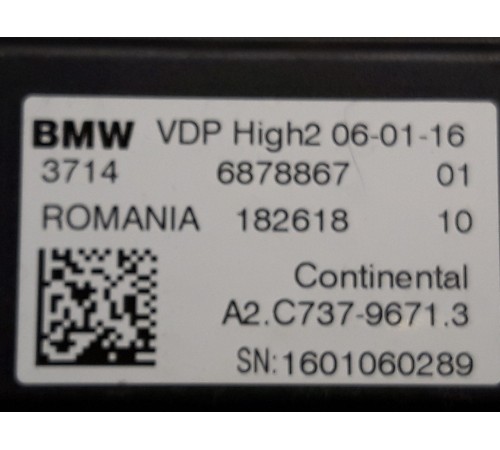 BMW VDP High2 06-01-16
3714 6878867 01
ROMANIA 182618 10
Continental
A2.C737-9671.3
SN:1601060289